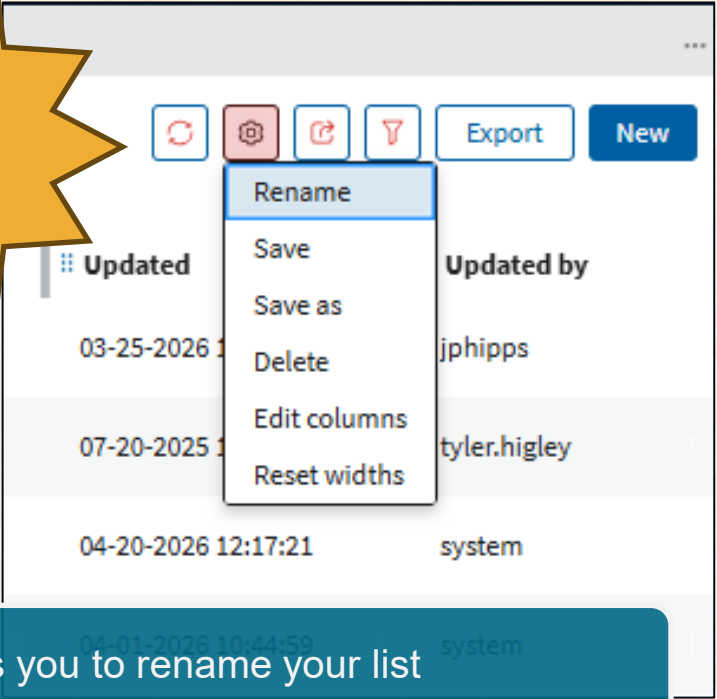 ...
Export New
Rename
Save
Save as
Delete
Edit columns
Reset widths
Updated Updated by
03-25-2026 1 jphipps
07-20-2025 1 tyler.higley
04-20-2026 12:17:21 system
04-01-2026 10:44:59 system
s you to rename your list